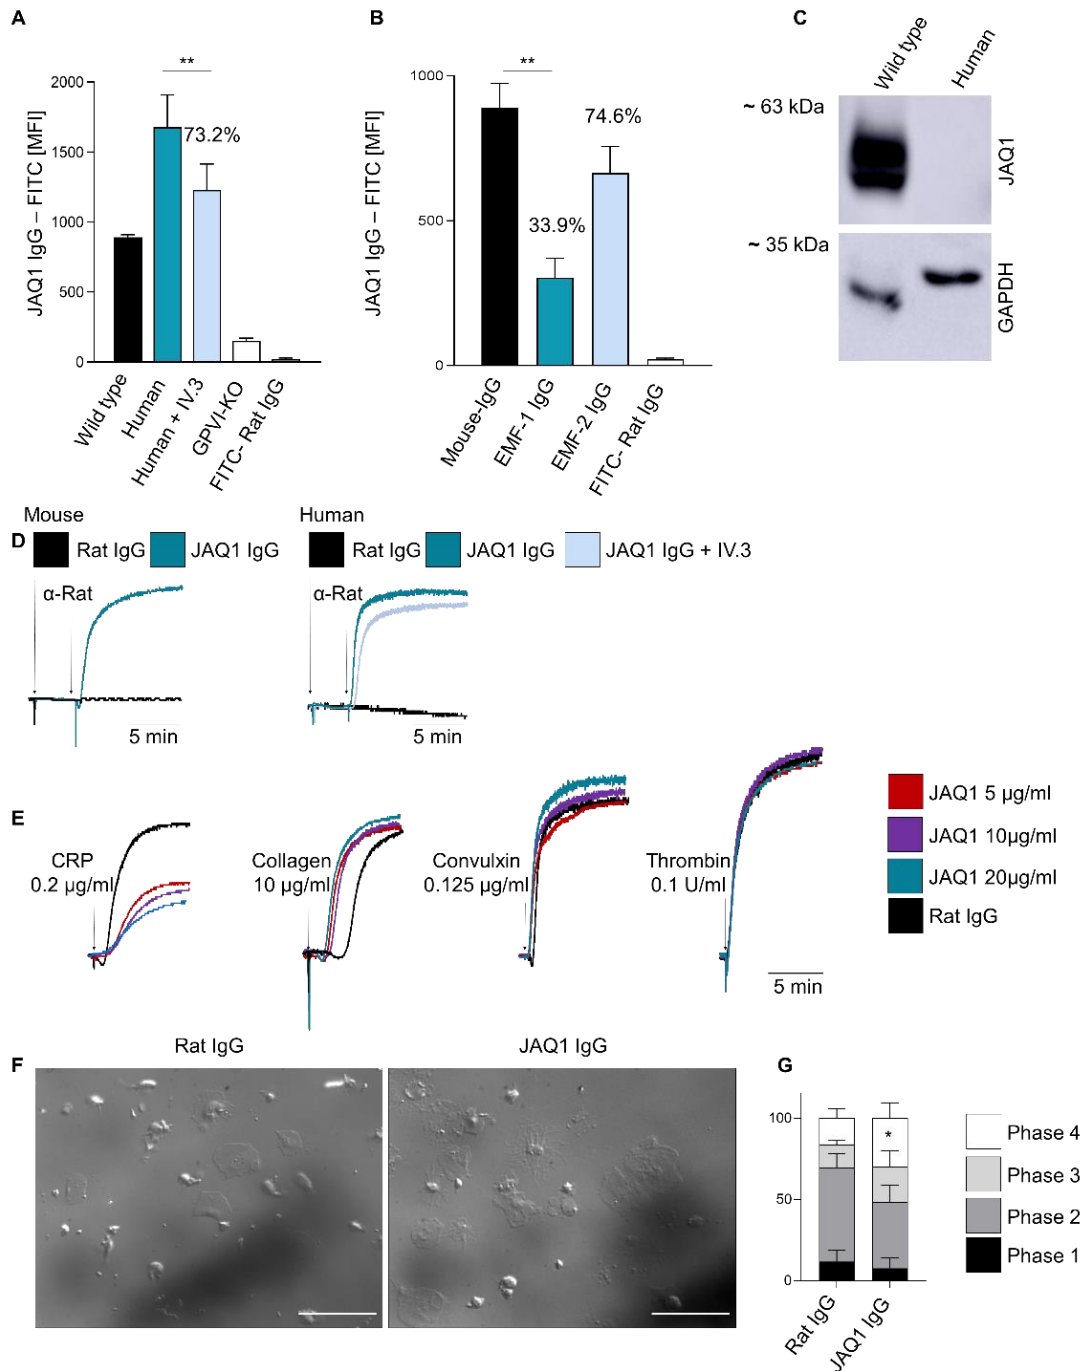 A
**
JAQ1 IgG – FITC [MFI]
2000
1500
1000
500
0
73.2%
Wild type
Human
Human + IV.3
GPVI-KO
FITC- Rat IgG
B
**
JAQ1 IgG – FITC [MFI]
1000
500
0
33.9%
74.6%
Mouse-IgG
EMF-1 IgG
EMF-2 IgG
FITC- Rat IgG
C
Wild type
Human
~ 63 kDa
JAQ1
~ 35 kDa
GAPDH
D
Mouse
Rat IgG
JAQ1 IgG
α-Rat
5 min
Human
Rat IgG
JAQ1 IgG
JAQ1 IgG + IV.3
α-Rat
5 min
E
CRP
0.2 µg/ml
Collagen
10 µg/ml
Convulxin
0.125 µg/ml
Thrombin
0.1 U/ml
JAQ1 5 µg/ml
JAQ1 10µg/ml
JAQ1 20µg/ml
Rat IgG
5 min
F
Rat IgG
JAQ1 IgG
G
100
50
0
*
Rat IgG
JAQ1 IgG
Phase 4
Phase 3
Phase 2
Phase 1